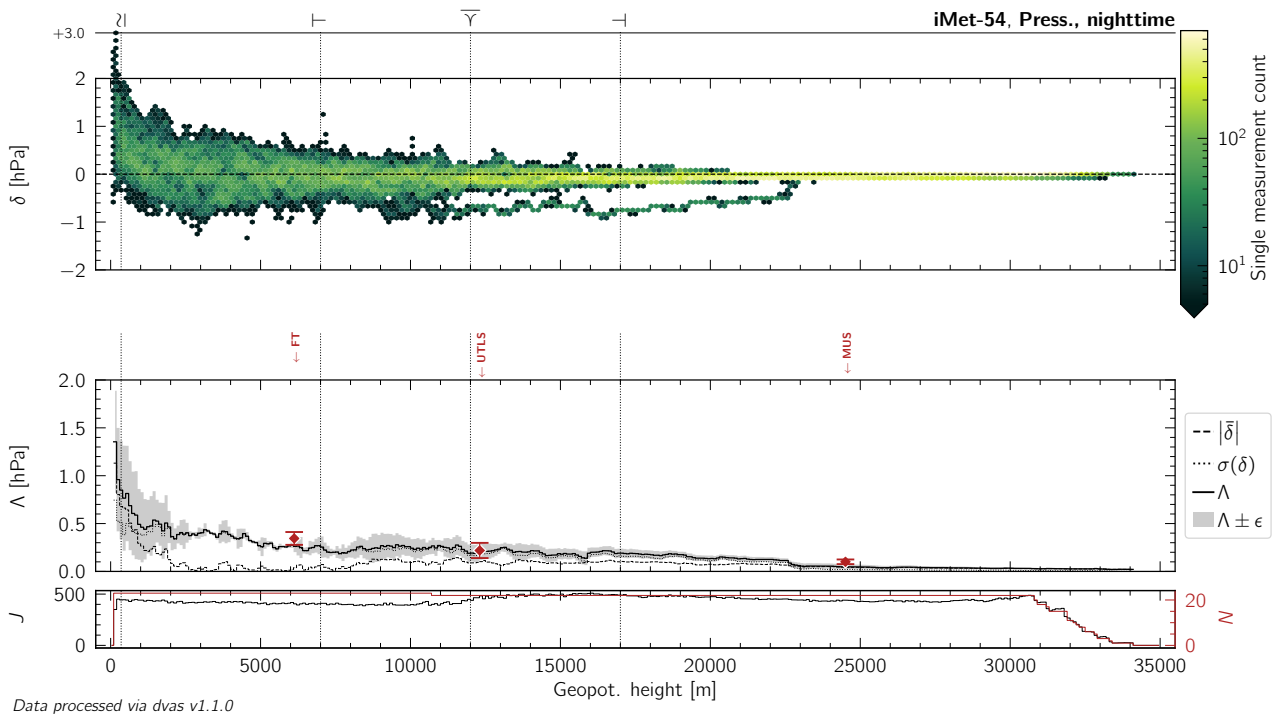 iMet-54, Press., nighttime
+3.0
2
1
0
−1
−2
δ [hPa]
10²
10¹
Single measurement count
← FT
← UTLS
← MUS
2.0
1.5
1.0
0.5
0.0
Λ [hPa]
|δ̄|
σ(δ)
Λ
Λ ± ϵ
500
0
J
20
0
N
0 5000 10000 15000 20000 25000 30000 35000
Geopot. height [m]
Data processed via dvas v1.1.0